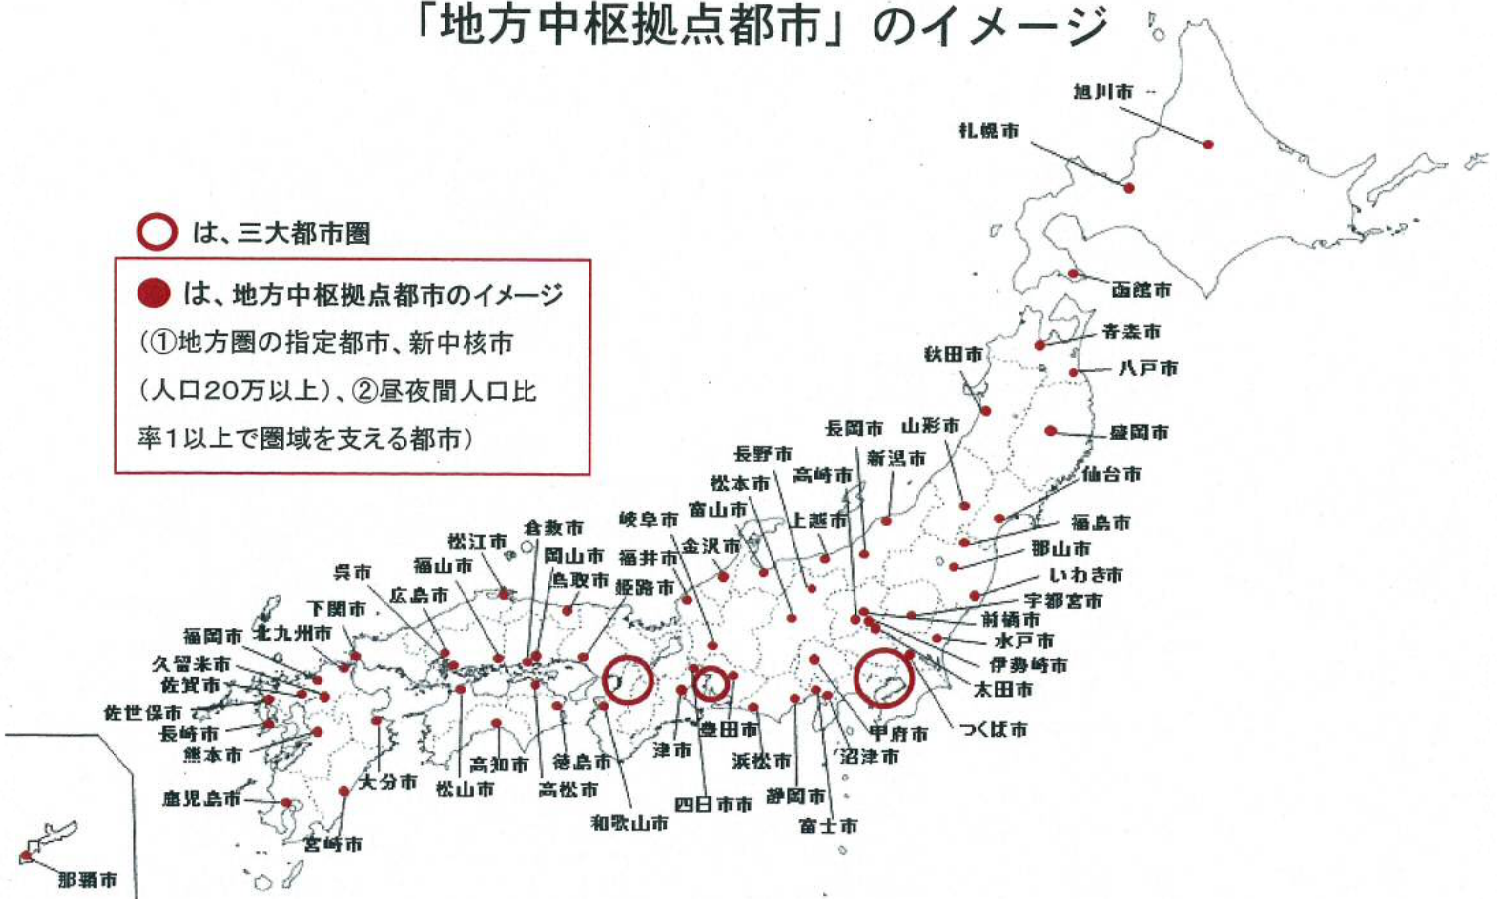 「地方中枢拠点都市」のイメージ
旭川市
札幌市
は、三大都市圏
は、地方中枢拠点都市のイメージ
(①地方圏の指定都市、新中核市
(人口20万以上)、②昼夜間人口比
率1以上で圏域を支える都市)
函館市
青森市
秋田市
八戸市
長岡市
山形市
盛岡市
長野市
高崎市
新潟市
仙台市
松本市
富山市
岐阜市
上越市
福島市
倉敷市
松江市
金沢市
郡山市
岡山市
福井市
福山市
呉市
鳥取市
姫路市
いわき市
広島市
宇都宮市
下関市
前橋市
福岡市
北九州市
水戸市
久留米市
伊勢崎市
佐賀市
太田市
佐世保市
長崎市
豊田市
甲府市
つくば市
熊本市
津市
高知市
徳島市
浜松市
沼津市
大分市
松山市
高松市
静岡市
鹿児島市
四日市市
和歌山市
富士市
宮崎市
那覇市